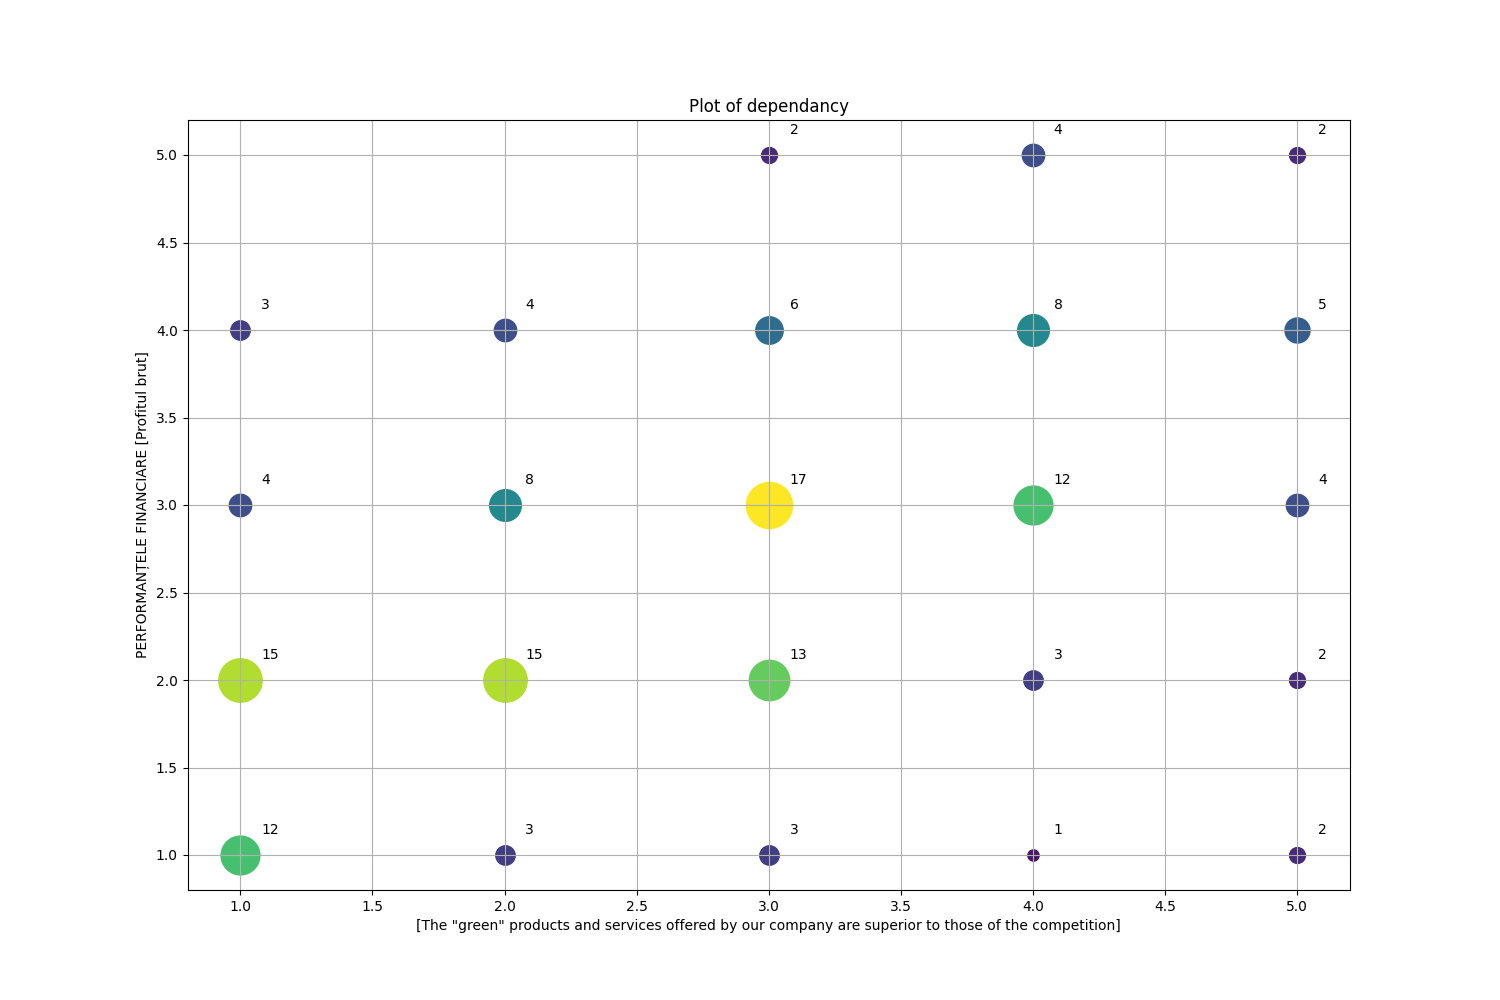 Plot of dependancy
2 4 2
5.0
4.5
3 4 6 8 5
4.0
3.5
4 8 17 12 4
3.0
2.5
15 15 13 3 2
2.0
1.5
12 3 3 1 2
1.0
PERFORMANȚELE FINANCIARE [Profitul brut]
1.0 1.5 2.0 2.5 3.0 3.5 4.0 4.5 5.0
[The "green" products and services offered by our company are superior to those of the competition]